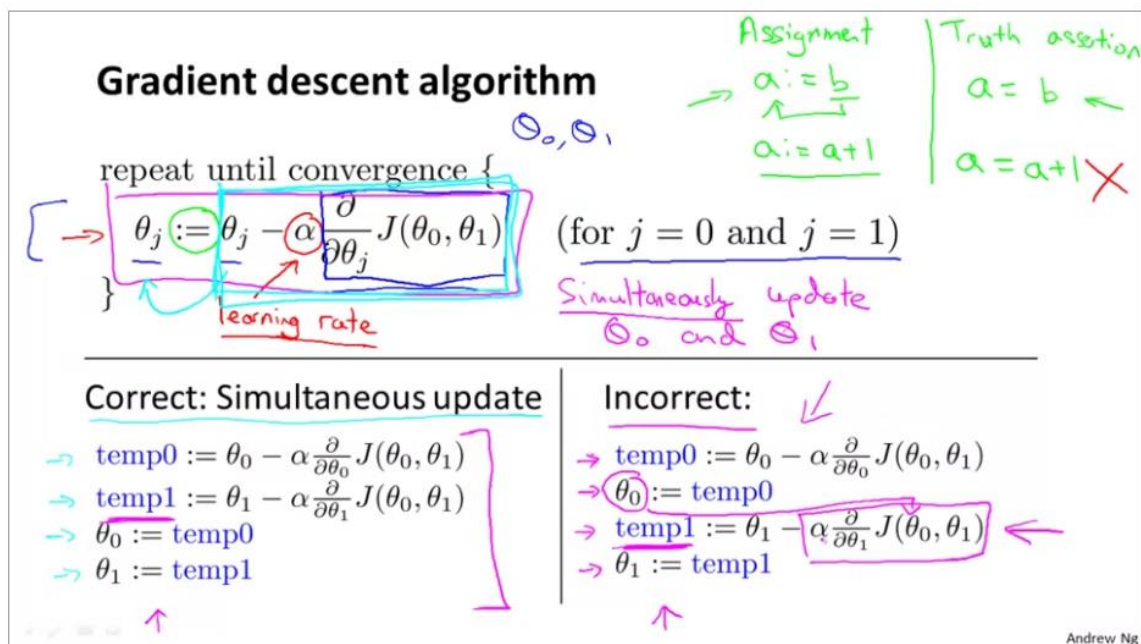 Assignment
Truth assertion
Gradient descent algorithm
a := b
a = b
θ₀, θ₁
a := a+1
a = a+1
repeat until convergence {
θⱼ := θⱼ − α ∂/∂θⱼ J(θ₀, θ₁) (for j = 0 and j = 1)
}
learning rate
Simultaneously update
θ₀ and θ₁
Correct: Simultaneous update
temp0 := θ₀ − α ∂/∂θ₀ J(θ₀, θ₁)
temp1 := θ₁ − α ∂/∂θ₁ J(θ₀, θ₁)
θ₀ := temp0
θ₁ := temp1
Incorrect:
temp0 := θ₀ − α ∂/∂θ₀ J(θ₀, θ₁)
θ₀ := temp0
temp1 := θ₁ − α ∂/∂θ₁ J(θ₀, θ₁)
θ₁ := temp1
Andrew Ng